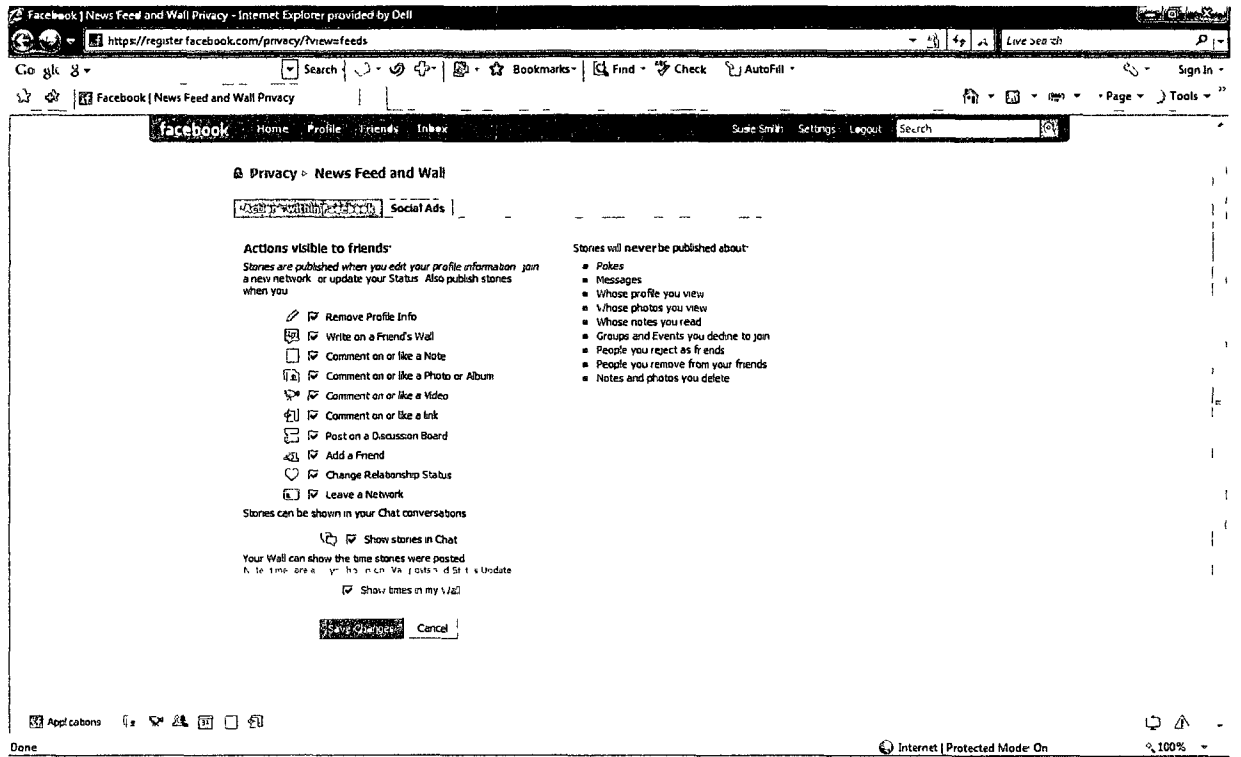 Facebook | News Feed and Wall Privacy - Internet Explorer provided by Dell
https://register facebook.com/privacy/?view=feeds
Live Search
Search
Bookmarks
Find
Check
AutoFill
Sign In
Facebook | News Feed and Wall Privacy
Page
Tools
facebook Home Profile Friends Inbox Susie Smith Settings Logout Search
Privacy News Feed and Wall
Social Ads
Actions visible to friends
Stories are published when you edit your profile information join
a new network or update your Status Also publish stories
when you
Remove Profile Info
Write on a Friend's Wall
Comment on or like a Note
Comment on or like a Photo or Album
Comment on or like a Video
Comment on or like a link
Post on a Discussion Board
Add a Friend
Change Relationship Status
Leave a Network
Stories can be shown in your Chat conversations
Show stories in Chat
Your Wall can show the time stories were posted
Update
Show times in my Wall
Save Changes Cancel
Stories will never be published about
Pokes
Messages
Whose profile you view
Whose photos you view
Whose notes you read
Groups and Events you decline to join
People you reject as friends
People you remove from your friends
Notes and photos you delete
Applications
Done
Internet | Protected Mode On
100%